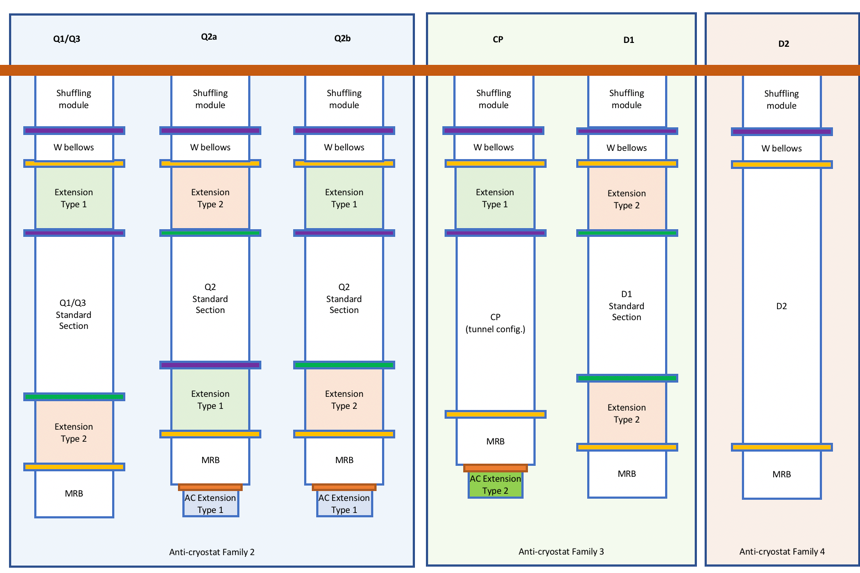 Q1/Q3
Q2a
Q2b
CP
D1
D2
Shuffling
module
Shuffling
module
Shuffling
module
Shuffling
module
Shuffling
module
Shuffling
module
W bellows
W bellows
W bellows
W bellows
W bellows
W bellows
Extension
Type 1
Extension
Type 2
Extension
Type 1
Extension
Type 1
Extension
Type 2
Q1/Q3
Standard
Section
Q2
Standard
Section
Q2
Standard
Section
CP
(tunnel config.)
D1
Standard
Section
D2
Extension
Type 2
Extension
Type 1
Extension
Type 2
Extension
Type 2
MRB
MRB
MRB
MRB
MRB
MRB
AC Extension
Type 1
AC Extension
Type 1
AC Extension
Type 2
Anti-cryostat Family 2
Anti-cryostat Family 3
Anti-cryostat Family 4